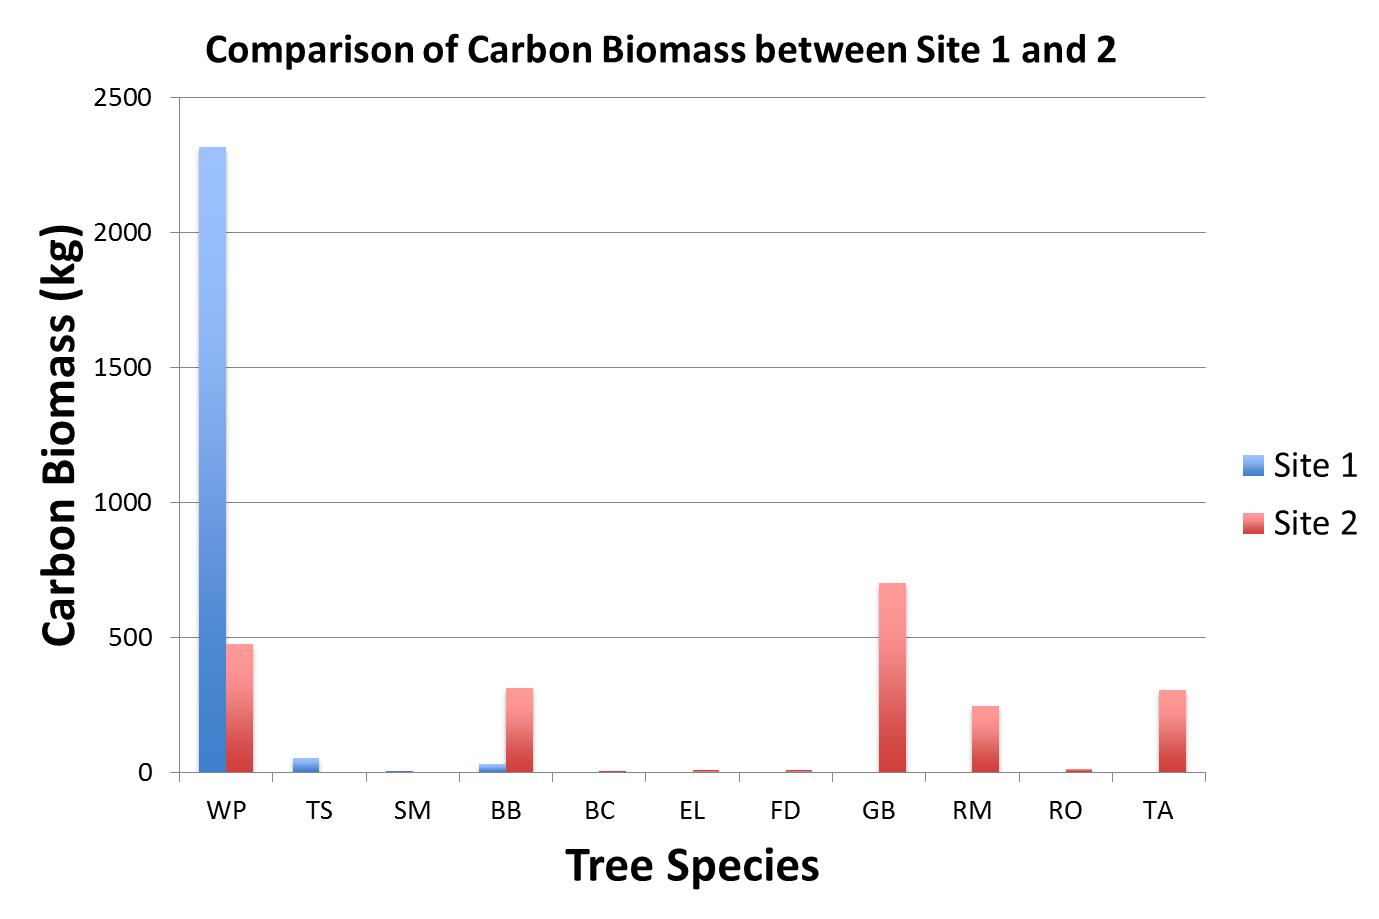 Comparison of Carbon Biomass between Site 1 and 2
Carbon Biomass (kg)
2500
2000
1500
1000
500
0
WP TS SM BB BC EL FD GB RM RO TA
Tree Species
Site 1
Site 2